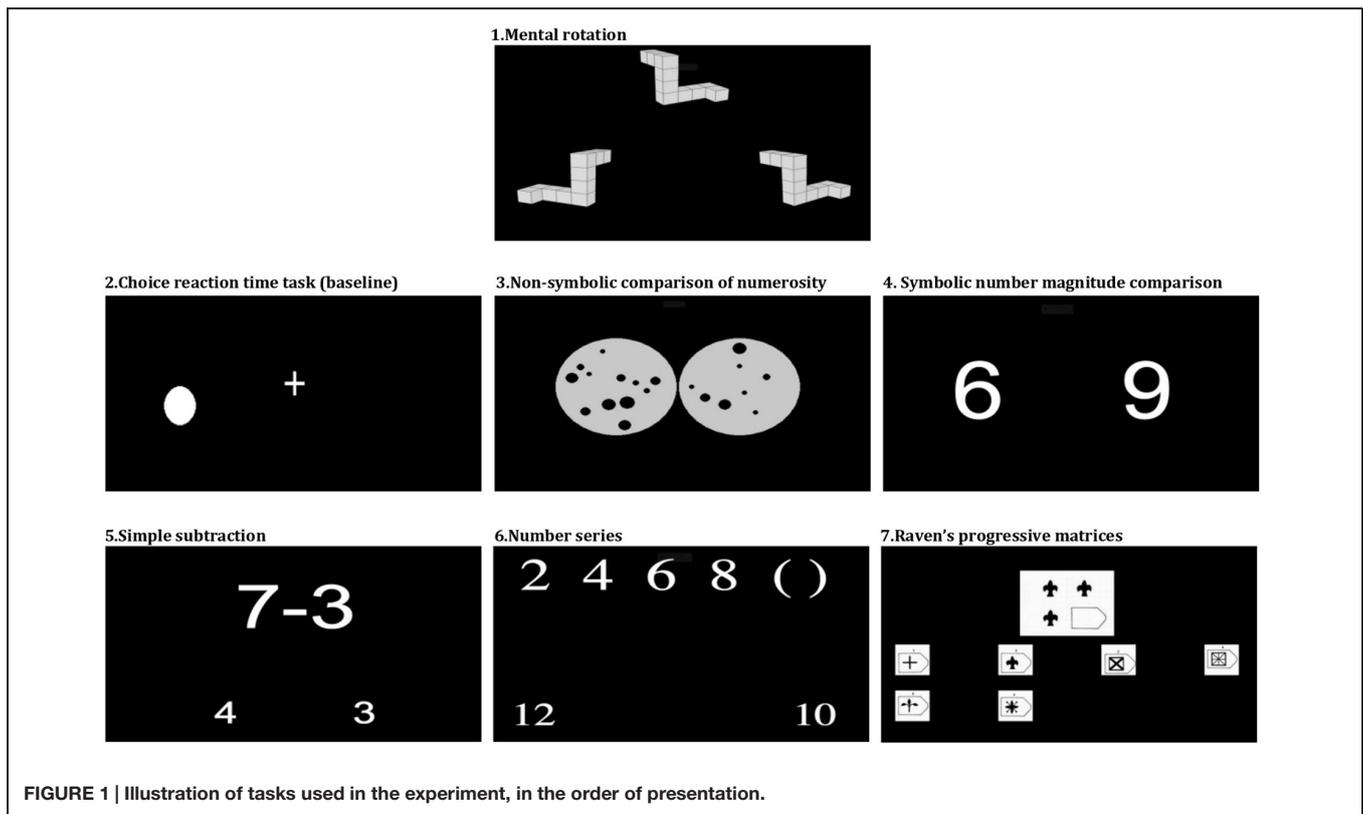 1.Mental rotation
2.Choice reaction time task (baseline)
3.Non-symbolic comparison of numerosity
4. Symbolic number magnitude comparison
+
6 9
5.Simple subtraction
6.Number series
7.Raven's progressive matrices
7-3
4 3
2 4 6 8 ( )
12 10
FIGURE 1 | Illustration of tasks used in the experiment, in the order of presentation.